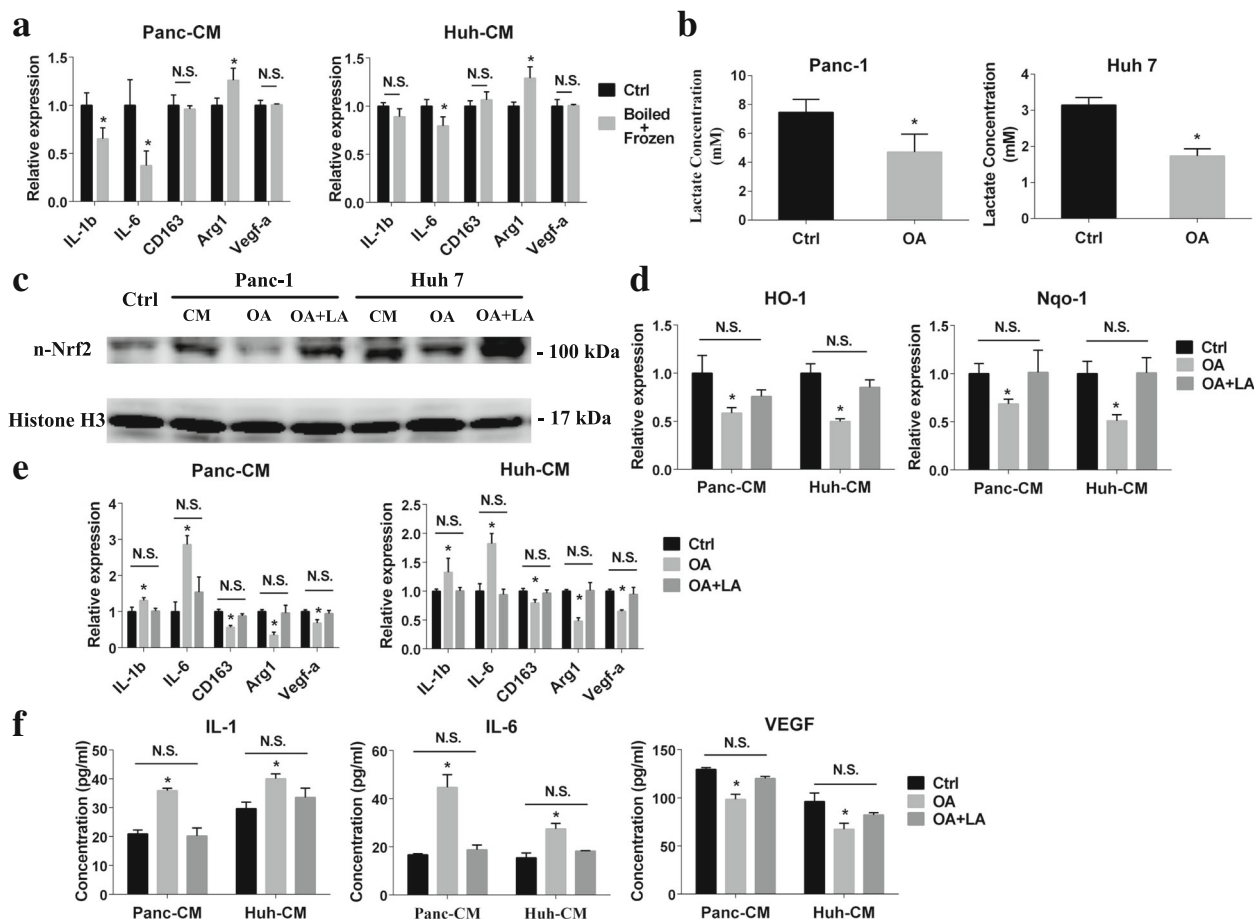 a
Panc-CM
Relative expression
1.5
1.0
0.5
0.0
*
*
N.S.
*
N.S.
IL-1b
IL-6
CD163
Arg1
Vegf-a
Huh-CM
Relative expression
1.5
1.0
0.5
0.0
N.S.
*
N.S.
*
N.S.
IL-1b
IL-6
CD163
Arg1
Vegf-a
Ctrl
Boiled
+
Frozen
b
Panc-1
Lactate Concentration
(mM)
10
8
6
4
2
0
*
Ctrl
OA
Huh 7
Lactate Concentration
(mM)
4
3
2
1
0
*
Ctrl
OA
c
Ctrl
Panc-1
Huh 7
CM
OA
OA+LA
CM
OA
OA+LA
n-Nrf2
- 100 kDa
Histone H3
- 17 kDa
d
HO-1
Relative expression
1.5
1.0
0.5
0.0
N.S.
*
N.S.
*
Panc-CM
Huh-CM
Nqo-1
Relative expression
1.5
1.0
0.5
0.0
N.S.
*
N.S.
*
Panc-CM
Huh-CM
Ctrl
OA
OA+LA
e
Panc-CM
Relative expression
4
3
2
1
0
N.S.
*
N.S.
*
N.S.
*
N.S.
*
N.S.
*
IL-1b
IL-6
CD163
Arg1
Vegf-a
Huh-CM
Relative expression
2.5
2.0
1.5
1.0
0.5
0.0
N.S.
*
N.S.
*
N.S.
*
N.S.
*
N.S.
*
IL-1b
IL-6
CD163
Arg1
Vegf-a
Ctrl
OA
OA+LA
f
IL-1
Concentration (pg/ml)
50
40
30
20
10
0
N.S.
*
N.S.
*
Panc-CM
Huh-CM
IL-6
Concentration (pg/ml)
60
40
20
0
N.S.
*
N.S.
*
Panc-CM
Huh-CM
VEGF
Concentration (pg/ml)
150
100
50
0
N.S.
*
N.S.
*
Panc-CM
Huh-CM
Ctrl
OA
OA+LA